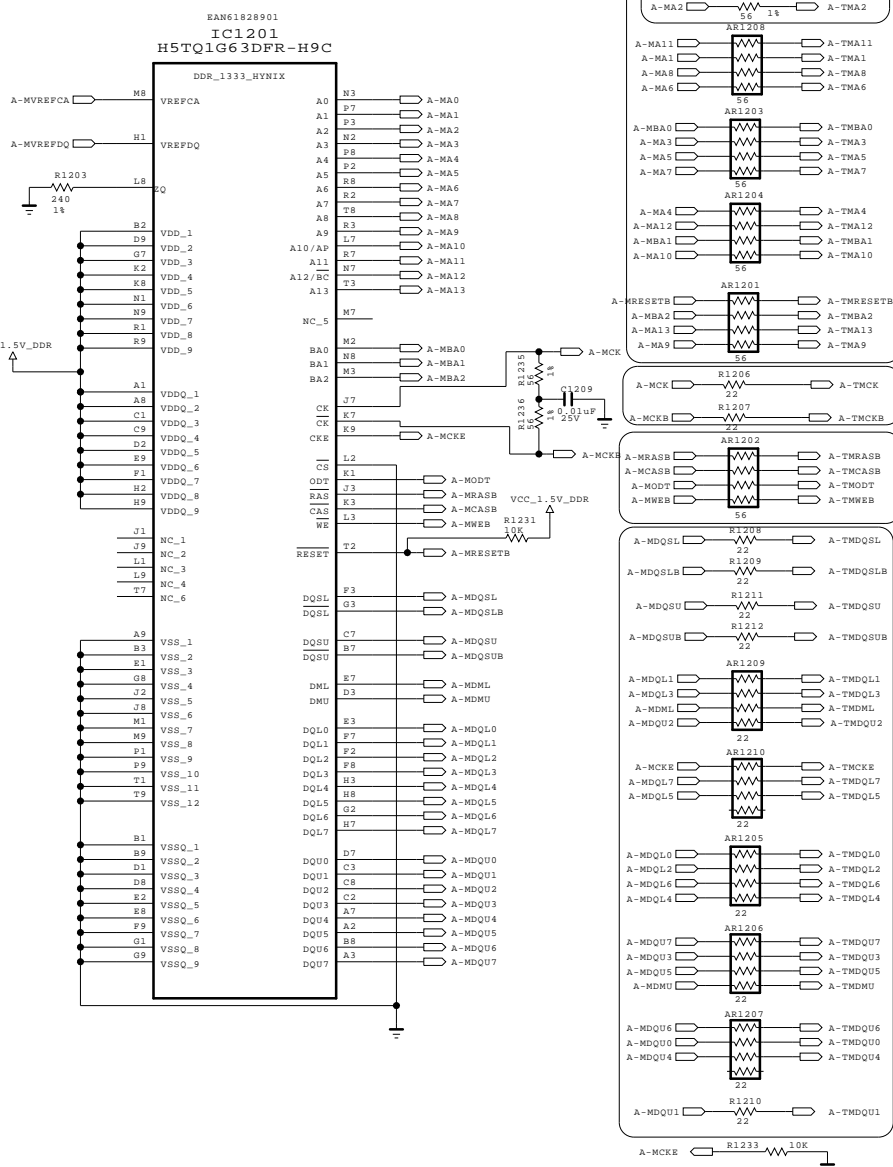 EAN61828901
IC1201
H5TQ1G63DFR-H9C
DDR_1333_HYNIX
A-MVREFCA M8 VREFCA
A-MVREFDQ H1 VREFDQ
R1203 L8 ZQ
240
1%
B2 VDD_1
D9 VDD_2
G7 VDD_3
K2 VDD_4
K8 VDD_5
N1 VDD_6
N9 VDD_7
R1 VDD_8
R9 VDD_9
1.5V_DDR
A1 VDDQ_1
A8 VDDQ_2
C1 VDDQ_3
C9 VDDQ_4
D2 VDDQ_5
E9 VDDQ_6
F1 VDDQ_7
H2 VDDQ_8
H9 VDDQ_9
J1 NC_1
J9 NC_2
L1 NC_3
L9 NC_4
T7 NC_6
A9 VSS_1
B3 VSS_2
E1 VSS_3
G8 VSS_4
J2 VSS_5
J8 VSS_6
M1 VSS_7
M9 VSS_8
P1 VSS_9
P9 VSS_10
T1 VSS_11
T9 VSS_12
B1 VSSQ_1
B9 VSSQ_2
D1 VSSQ_3
D8 VSSQ_4
E2 VSSQ_5
E8 VSSQ_6
F9 VSSQ_7
G1 VSSQ_8
G9 VSSQ_9
A0 N3 A-MA0
A1 P7 A-MA1
A2 P3 A-MA2
A3 N2 A-MA3
A4 P8 A-MA4
A5 P2 A-MA5
A6 R8 A-MA6
A7 R2 A-MA7
A8 T8 A-MA8
A9 R3 A-MA9
A10/AP L7 A-MA10
A11 R7 A-MA11
A12/BC N7 A-MA12
A13 T3 A-MA13
NC_5 M7
BA0 M2 A-MBA0
BA1 N8 A-MBA1
BA2 M3 A-MBA2
CK J7 A-MCK
CK K7 A-MCKB
CKE K9 A-MCKE
R1235
56
1%
R1236
56
1%
C1209
0.01uF
25V
CS L2
ODT K1 A-MODT
RAS J3 A-MRASB
CAS K3 A-MCASB
WE L3 A-MWEB
VCC_1.5V_DDR
R1231
10K
RESET T2 A-MRESETB
DQSL F3 A-MDQSL
DQSL G3 A-MDQSLB
DQSU C7 A-MDQSU
DQSU B7 A-MDQSUB
DML E7 A-MDML
DMU D3 A-MDMU
DQL0 E3 A-MDQL0
DQL1 F7 A-MDQL1
DQL2 F2 A-MDQL2
DQL3 F8 A-MDQL3
DQL4 H3 A-MDQL4
DQL5 H8 A-MDQL5
DQL6 G2 A-MDQL6
DQL7 H7 A-MDQL7
DQU0 D7 A-MDQU0
DQU1 C3 A-MDQU1
DQU2 C8 A-MDQU2
DQU3 C2 A-MDQU3
DQU4 A7 A-MDQU4
DQU5 A2 A-MDQU5
DQU6 B8 A-MDQU6
DQU7 A3 A-MDQU7
A-MA2 56 1% A-TMA2
AR1208
A-MA11 A-TMA11
A-MA1 A-TMA1
A-MA8 A-TMA8
A-MA6 A-TMA6
56
AR1203
A-MBA0 A-TMBA0
A-MA3 A-TMA3
A-MA5 A-TMA5
A-MA7 A-TMA7
56
AR1204
A-MA4 A-TMA4
A-MA12 A-TMA12
A-MBA1 A-TMBA1
A-MA10 A-TMA10
56
AR1201
A-MRESETB A-TMRESETB
A-MBA2 A-TMBA2
A-MA13 A-TMA13
A-MA9 A-TMA9
56
R1206
A-MCK 22 A-TMCK
R1207
A-MCKB 22 A-TMCKB
AR1202
A-MRASB A-TMRASB
A-MCASB A-TMCASB
A-MODT A-TMODT
A-MWEB A-TMWEB
56
R1208
A-MDQSL 22 A-TMDQSL
R1209
A-MDQSLB 22 A-TMDQSLB
R1211
A-MDQSU 22 A-TMDQSU
R1212
A-MDQSUB 22 A-TMDQSUB
AR1209
A-MDQL1 A-TMDQL1
A-MDQL3 A-TMDQL3
A-MDML A-TMDML
A-MDQU2 A-TMDQU2
22
AR1210
A-MCKE A-TMCKE
A-MDQL7 A-TMDQL7
A-MDQL5 A-TMDQL5
22
AR1205
A-MDQL0 A-TMDQL0
A-MDQL2 A-TMDQL2
A-MDQL6 A-TMDQL6
A-MDQL4 A-TMDQL4
22
AR1206
A-MDQU7 A-TMDQU7
A-MDQU3 A-TMDQU3
A-MDQU5 A-TMDQU5
A-MDMU A-TMDMU
22
AR1207
A-MDQU6 A-TMDQU6
A-MDQU0 A-TMDQU0
A-MDQU4 A-TMDQU4
22
R1210
A-MDQU1 22 A-TMDQU1
A-MCKE R1233 10K